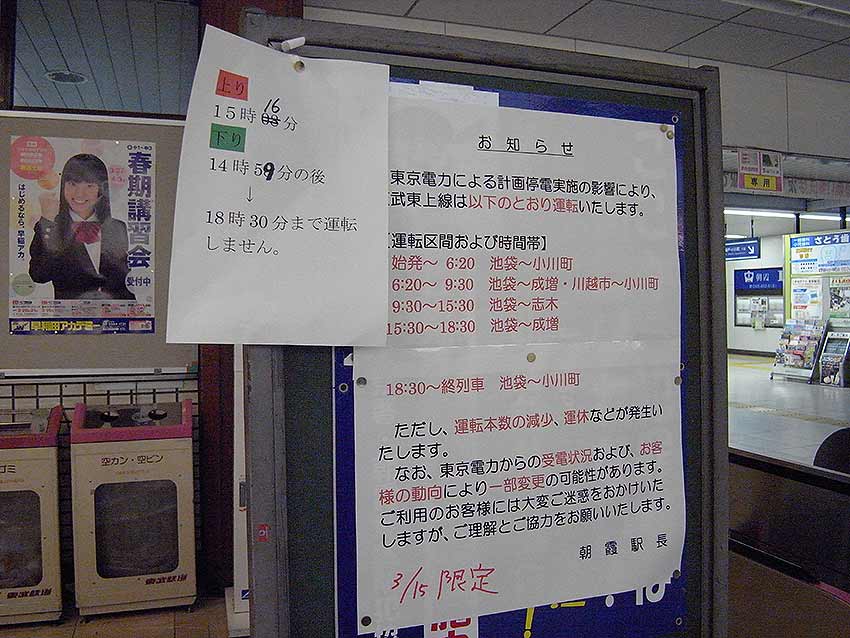 上り
15時16分
下り
14時59分の後
↓
18時30分まで運転
しません。
お知らせ
東京電力による計画停電実施の影響により、
武東上線は以下のとおり運転いたします。
【運転区間および時間帯】
始発～ 6:20 池袋～小川町
6:20～ 9:30 池袋～成増・川越市～小川町
9:30～15:30 池袋～志木
15:30～18:30 池袋～成増
18:30～終列車 池袋～小川町
ただし、運転本数の減少、運休などが発生い
たします。
なお、東京電力からの受電状況および、お客
様の動向により一部変更の可能性があります。
ご利用のお客様には大変ご迷惑をおかけいた
しますが、ご理解とご協力をお願いいたします。
朝霞駅長
3/15 限定
春期講習会
受付中
はじめるなら、早稲アカ。
早稲田アカデミー
ゴミ
空カン・空ビン
東武鉄道
専用
朝霞
さとう歯